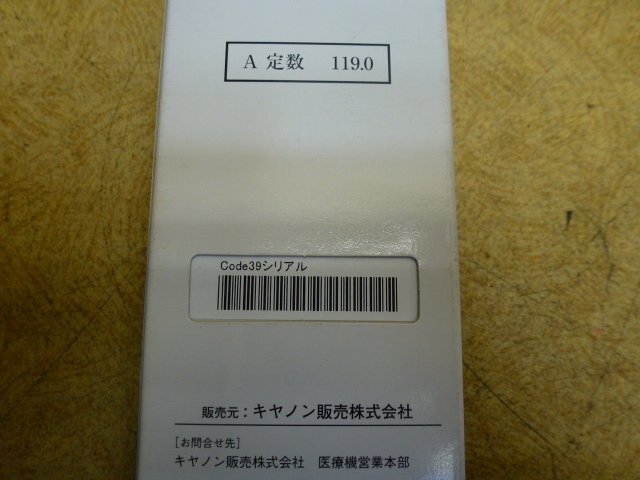 A 定数 119.0
Code39シリアル
販売元：キヤノン販売株式会社
［お問合せ先］
キヤノン販売株式会社 医療機営業本部